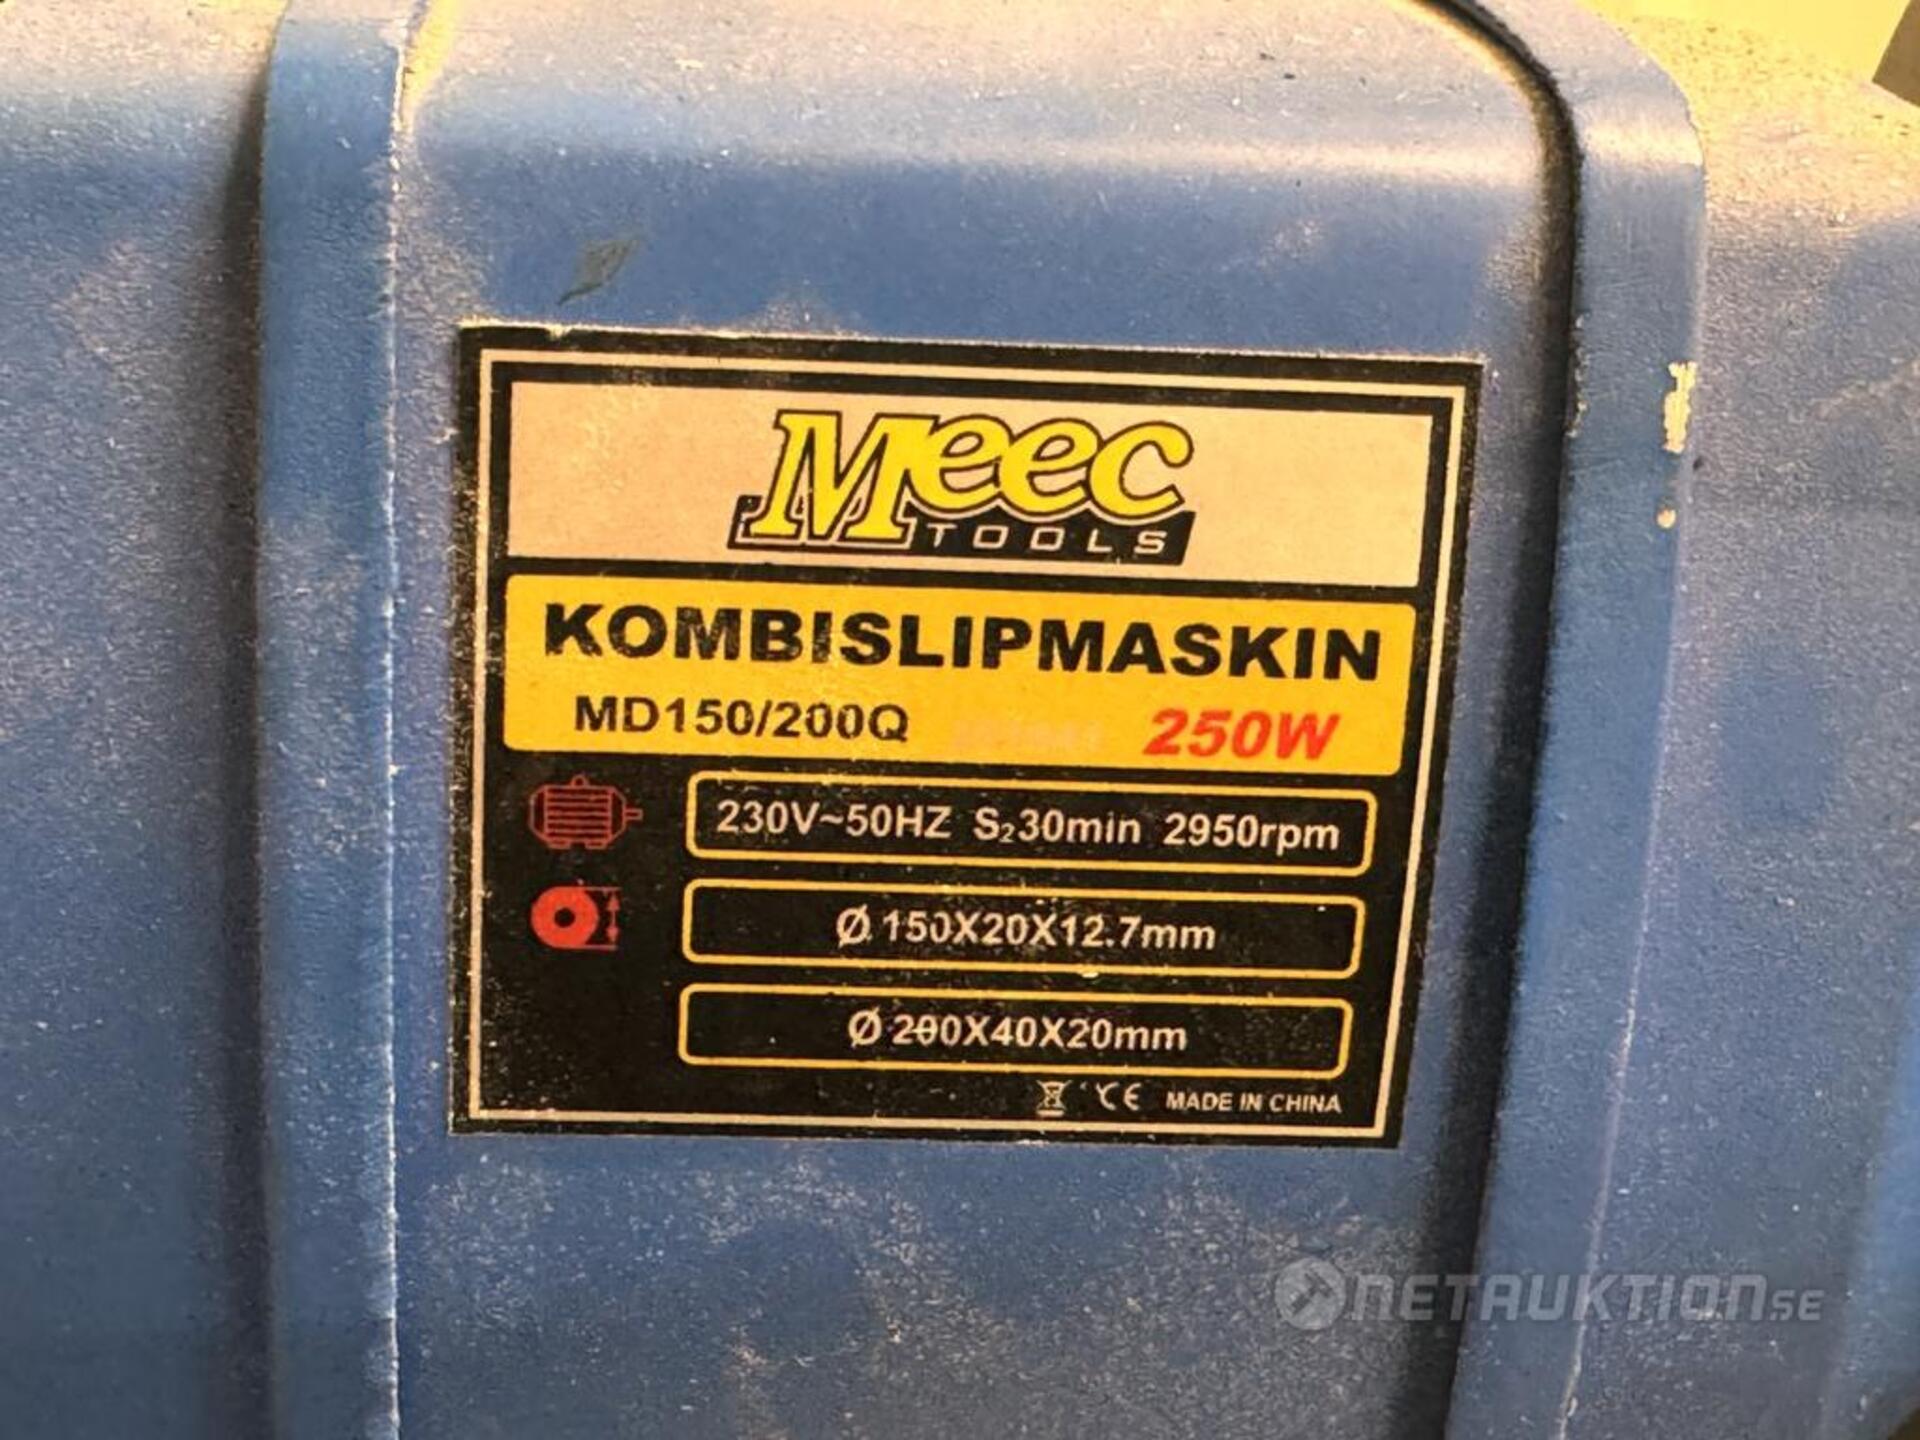 Meec
TOOLS
KOMBISLIPMASKIN
MD150/200Q 250W
230V~50HZ S₂30min 2950rpm
Ø 150X20X12.7mm
Ø 200X40X20mm
CE MADE IN CHINA
NETAUKTION.SE